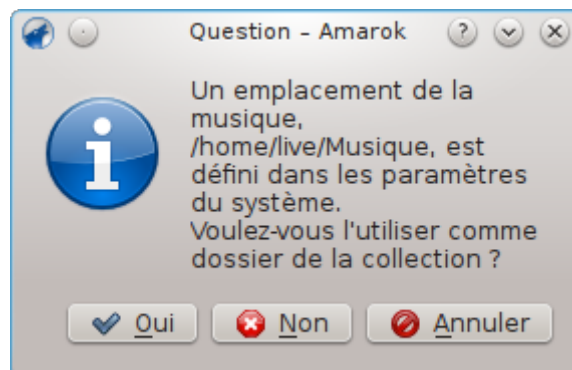 Question – Amarok
Un emplacement de la
musique,
/home/live/Musique, est
défini dans les paramètres
du système.
Voulez-vous l'utiliser comme
dossier de la collection ?
Oui Non Annuler